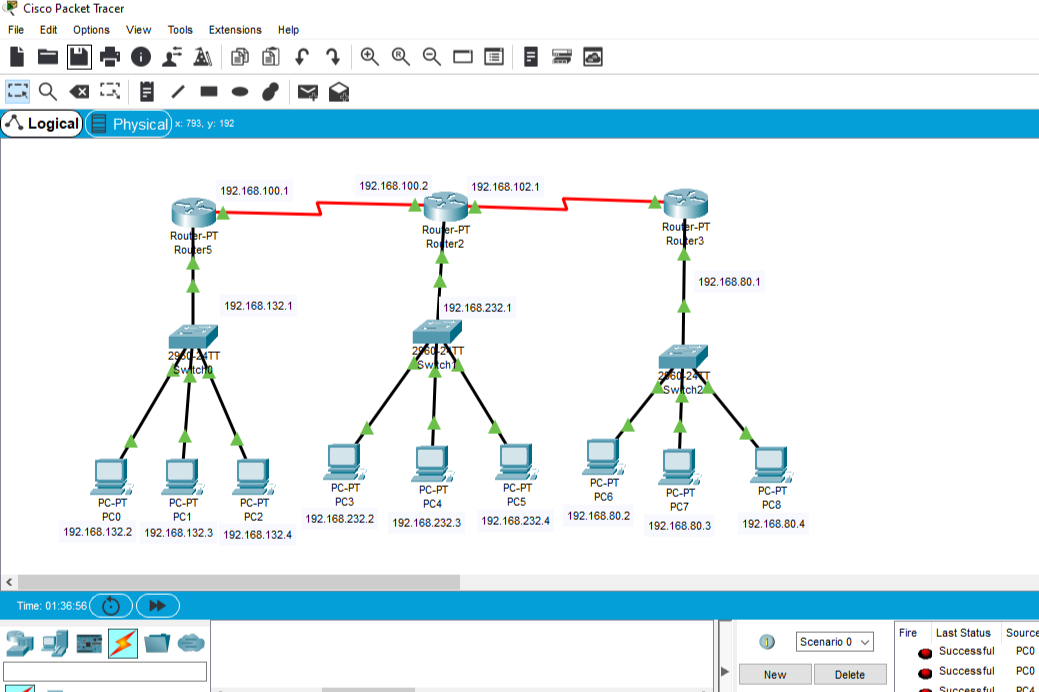 Cisco Packet Tracer
File Edit Options View Tools Extensions Help
Logical Physical x: 793, y: 192
192.168.100.1
192.168.100.2
192.168.102.1
Router-PT
Router5
Router-PT
Router2
Router-PT
Router3
192.168.132.1
192.168.232.1
192.168.80.1
2960-24TT
Switch0
2960-24TT
Switch1
2960-24TT
Switch2
PC-PT
PC0
192.168.132.2
PC-PT
PC1
192.168.132.3
PC-PT
PC2
192.168.132.4
PC-PT
PC3
192.168.232.2
PC-PT
PC4
192.168.232.3
PC-PT
PC5
192.168.232.4
PC-PT
PC6
192.168.80.2
PC-PT
PC7
192.168.80.3
PC-PT
PC8
192.168.80.4
Time: 01:36:56
Scenario 0
New Delete
Fire Last Status Source
Successful PC0
Successful PC0
Successful PC4